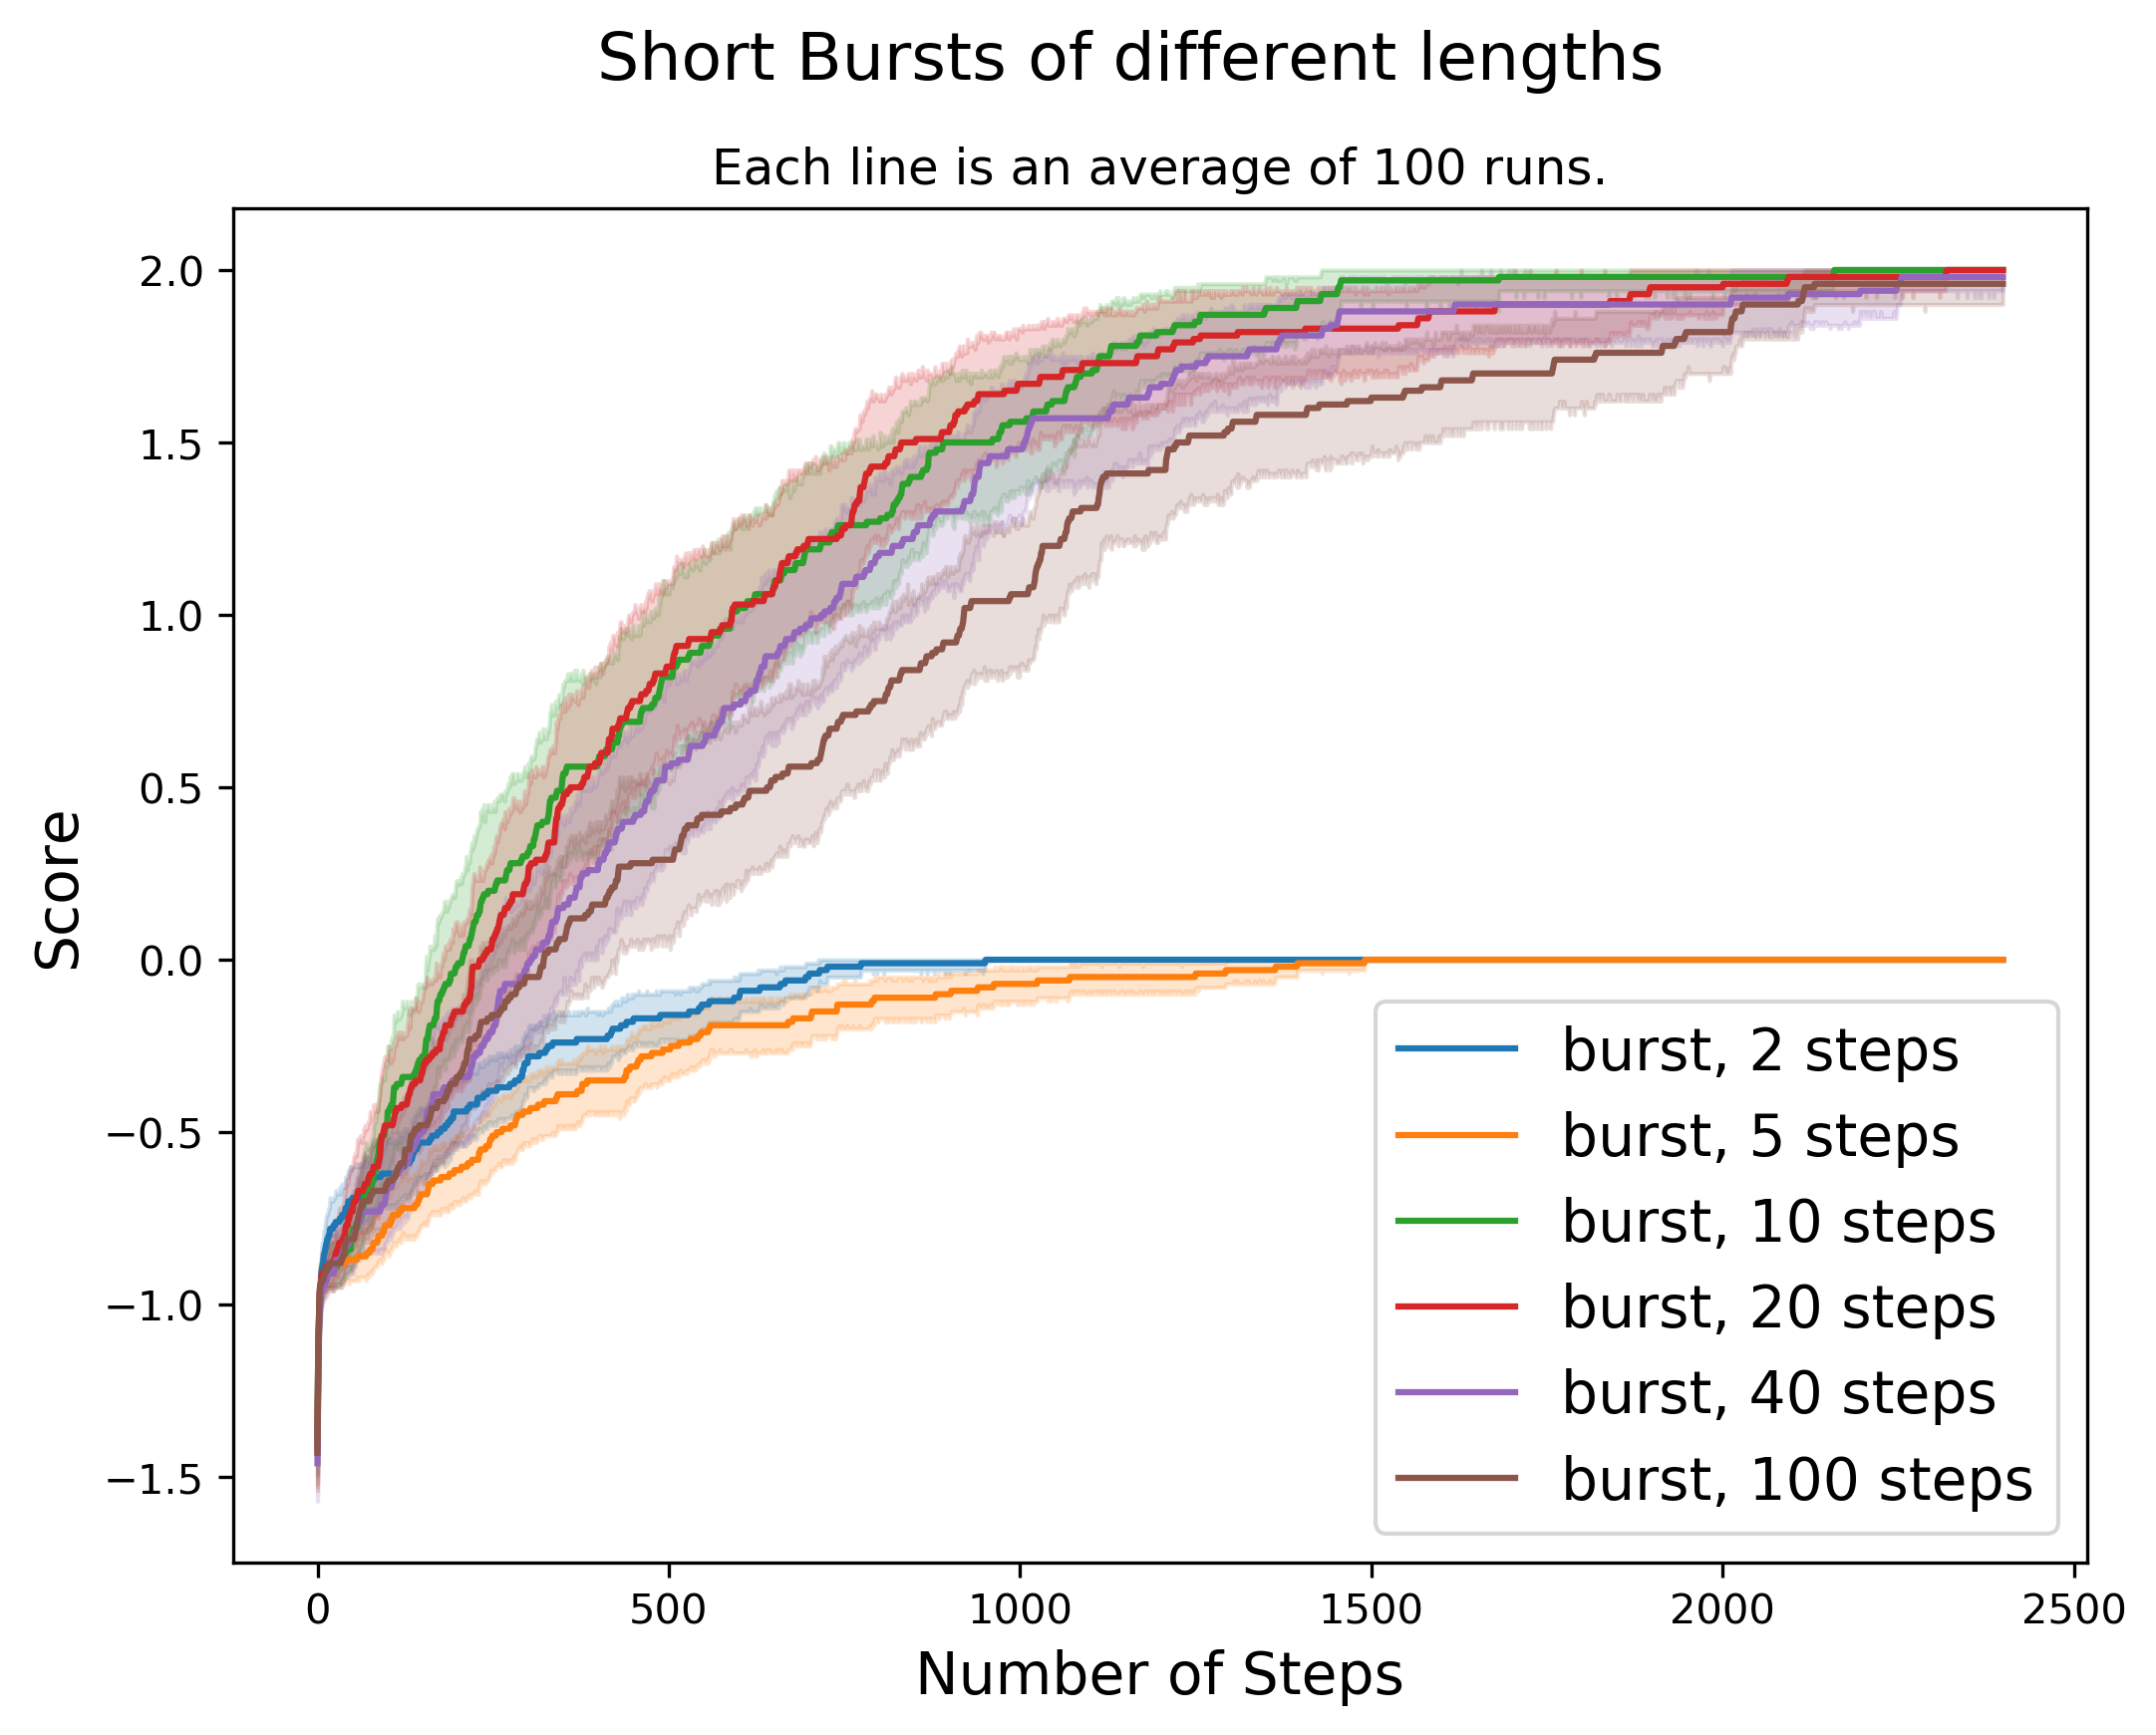 Short Bursts of different lengths
Each line is an average of 100 runs.
Score
2.0
1.5
1.0
0.5
0.0
−0.5
−1.0
−1.5
0
500
1000
1500
2000
2500
Number of Steps
burst, 2 steps
burst, 5 steps
burst, 10 steps
burst, 20 steps
burst, 40 steps
burst, 100 steps